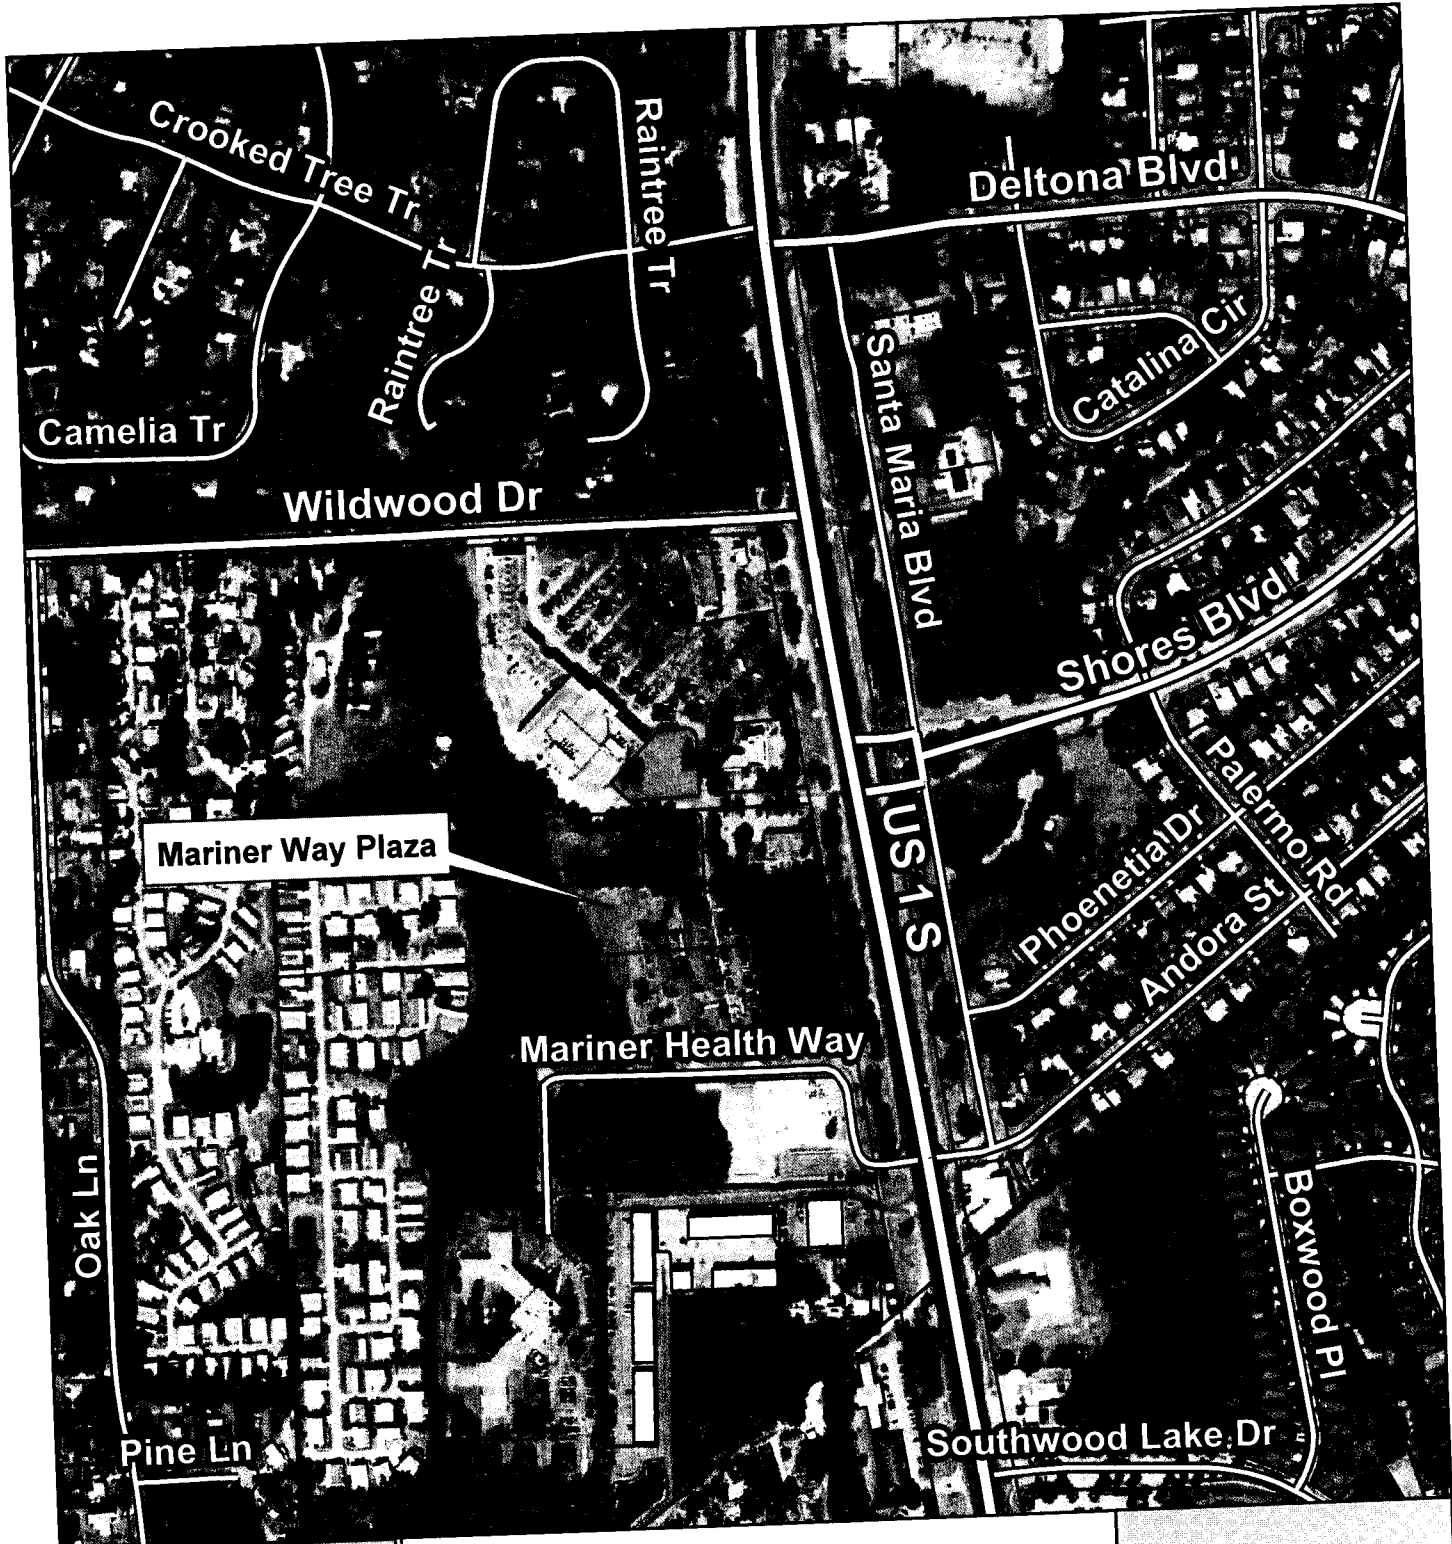 Crooked Tree Tr
Raintree Tr
Deltona Blvd
Raintree Tr
Catalina Cir
Santa Maria Blvd
Camelia Tr
Wildwood Dr
Shores Blvd
Palermo Rd
US 1 S
Phoenetia Dr
Mariner Way Plaza
Andora St
Mariner Health Way
Oak Ln
Boxwood Pl
Pine Ln
Southwood Lake Dr